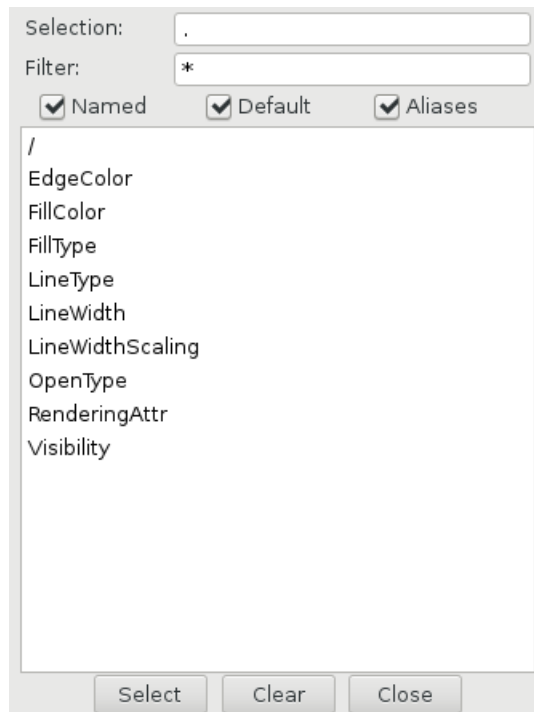 Selection: .
Filter: *
Named Default Aliases
/
EdgeColor
FillColor
FillType
LineType
LineWidth
LineWidthScaling
OpenType
RenderingAttr
Visibility
Select Clear Close